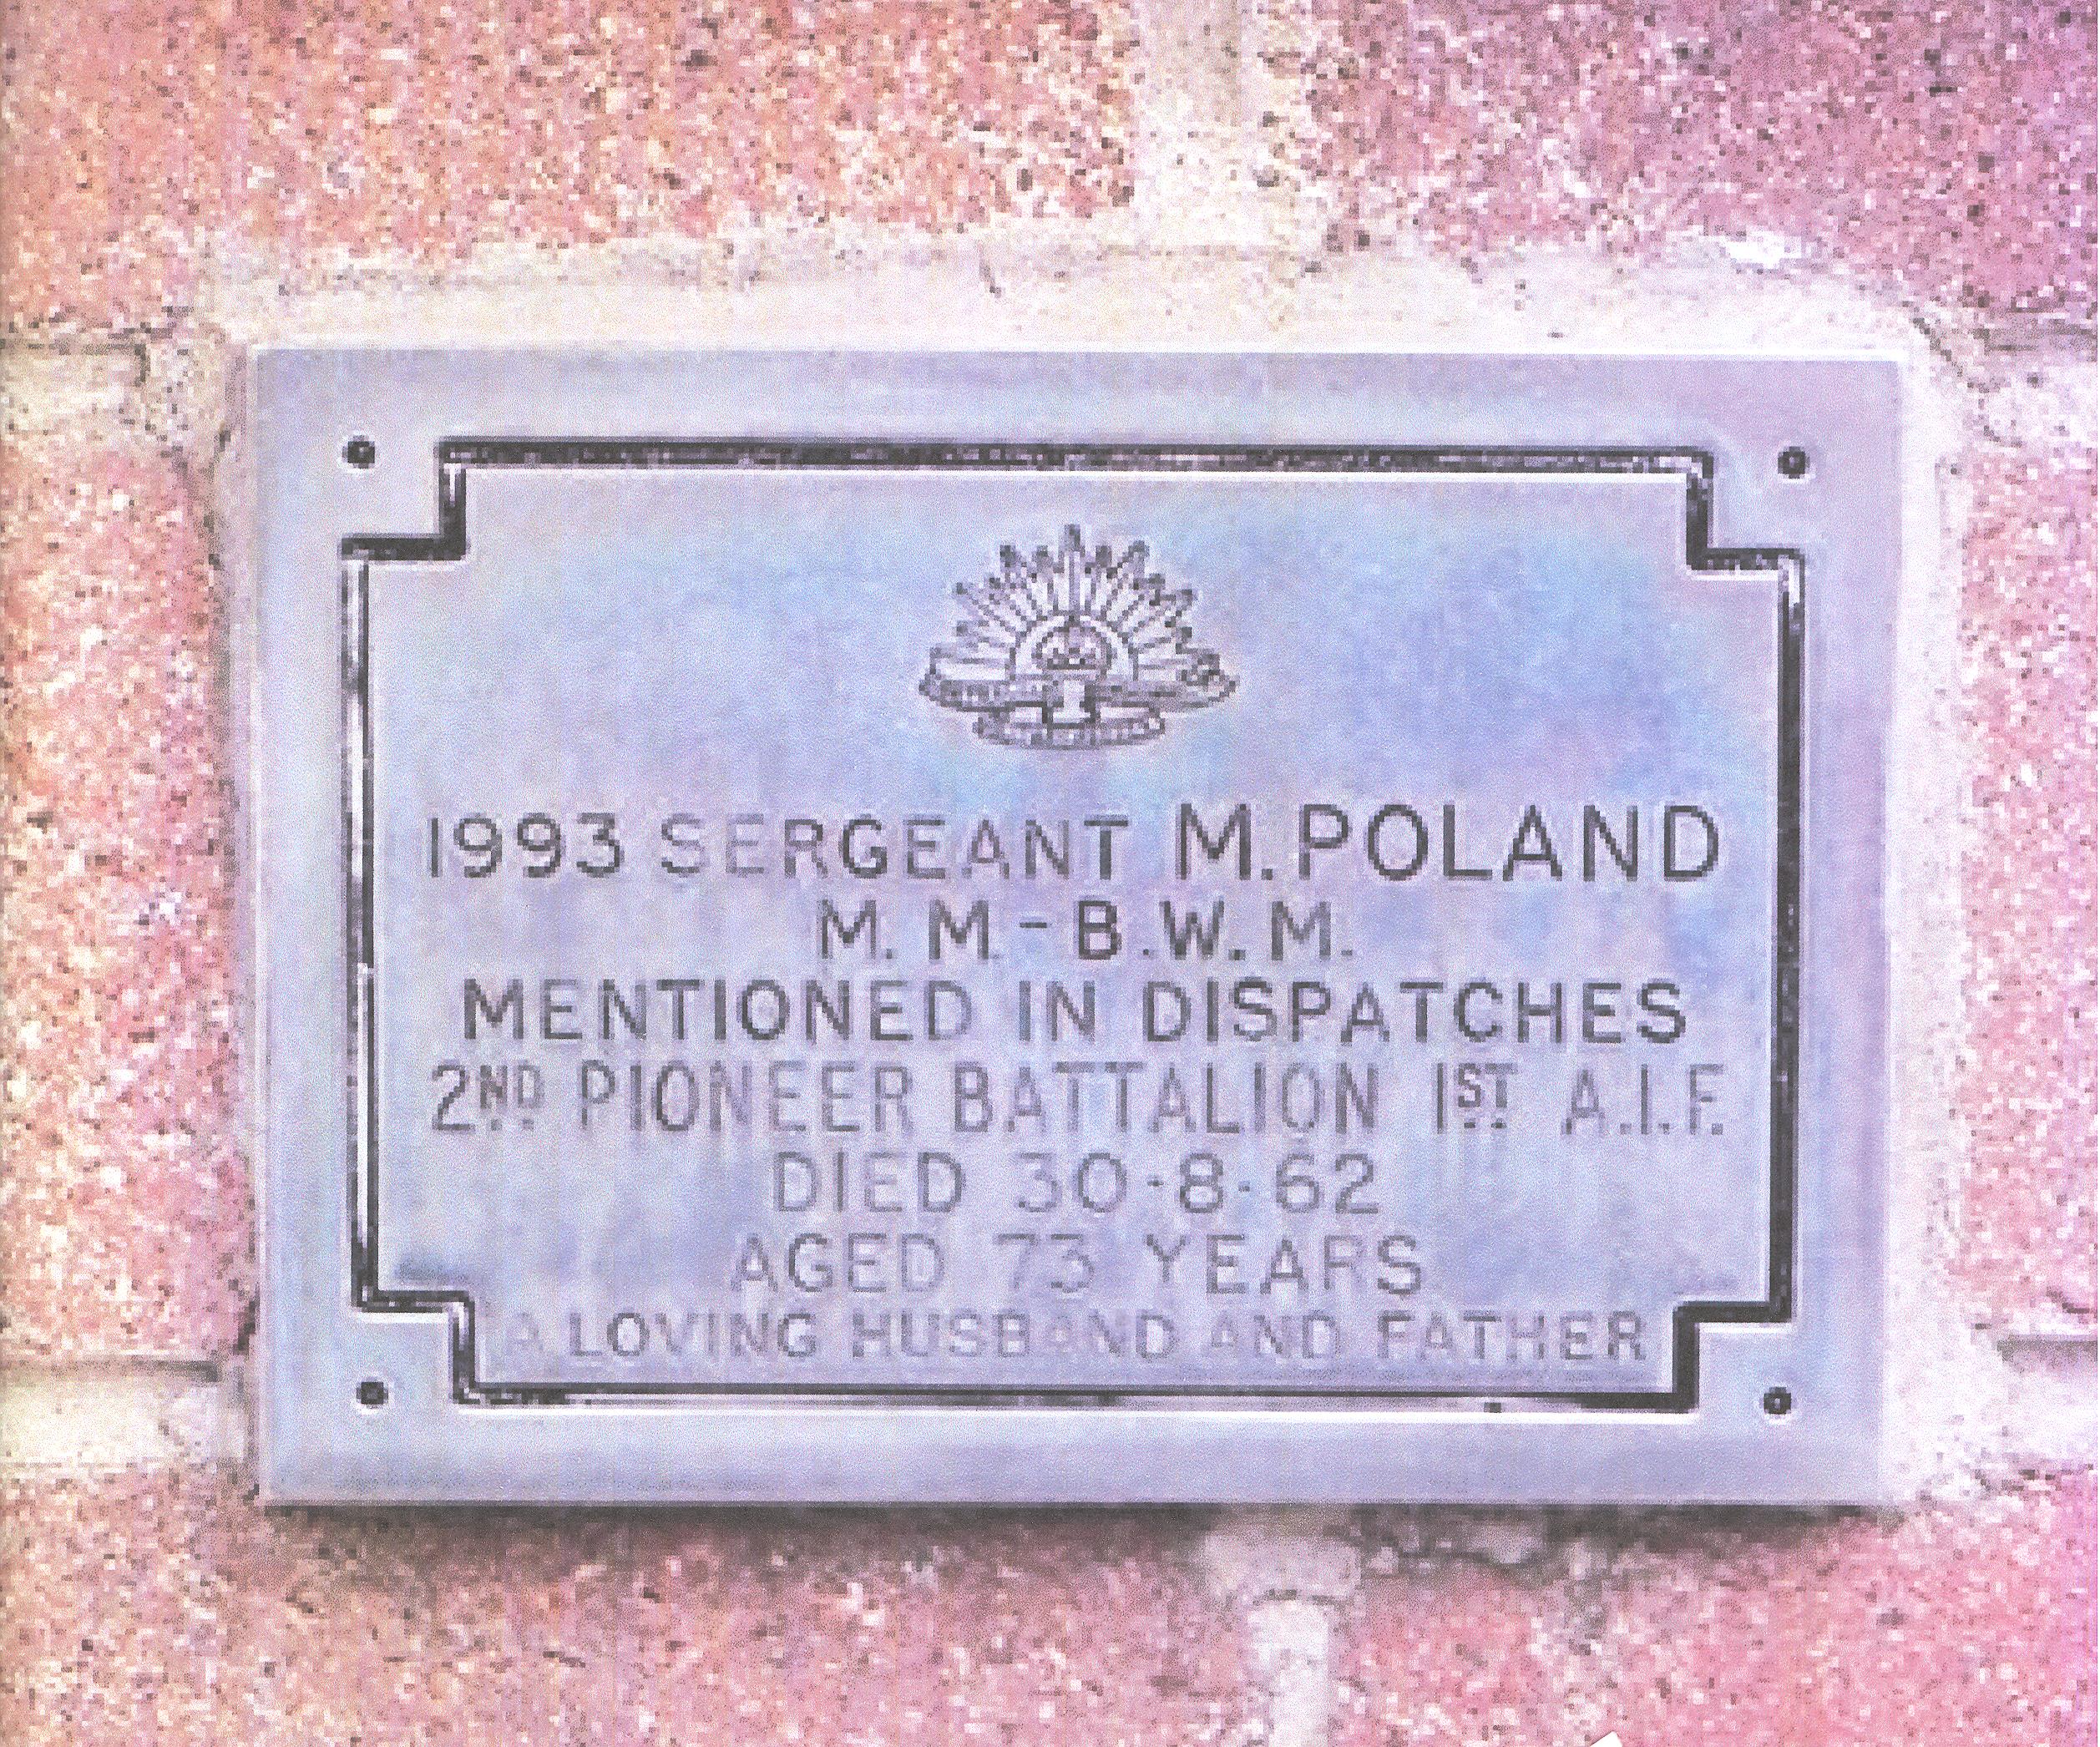 1993 SERGEANT M. POLAND
M. M. - B.W.M.
MENTIONED IN DISPATCHES
2ND PIONEER BATTALION 1ST A.I.F.
DIED 30·8·62
AGED 73 YEARS
A LOVING HUSBAND AND FATHER